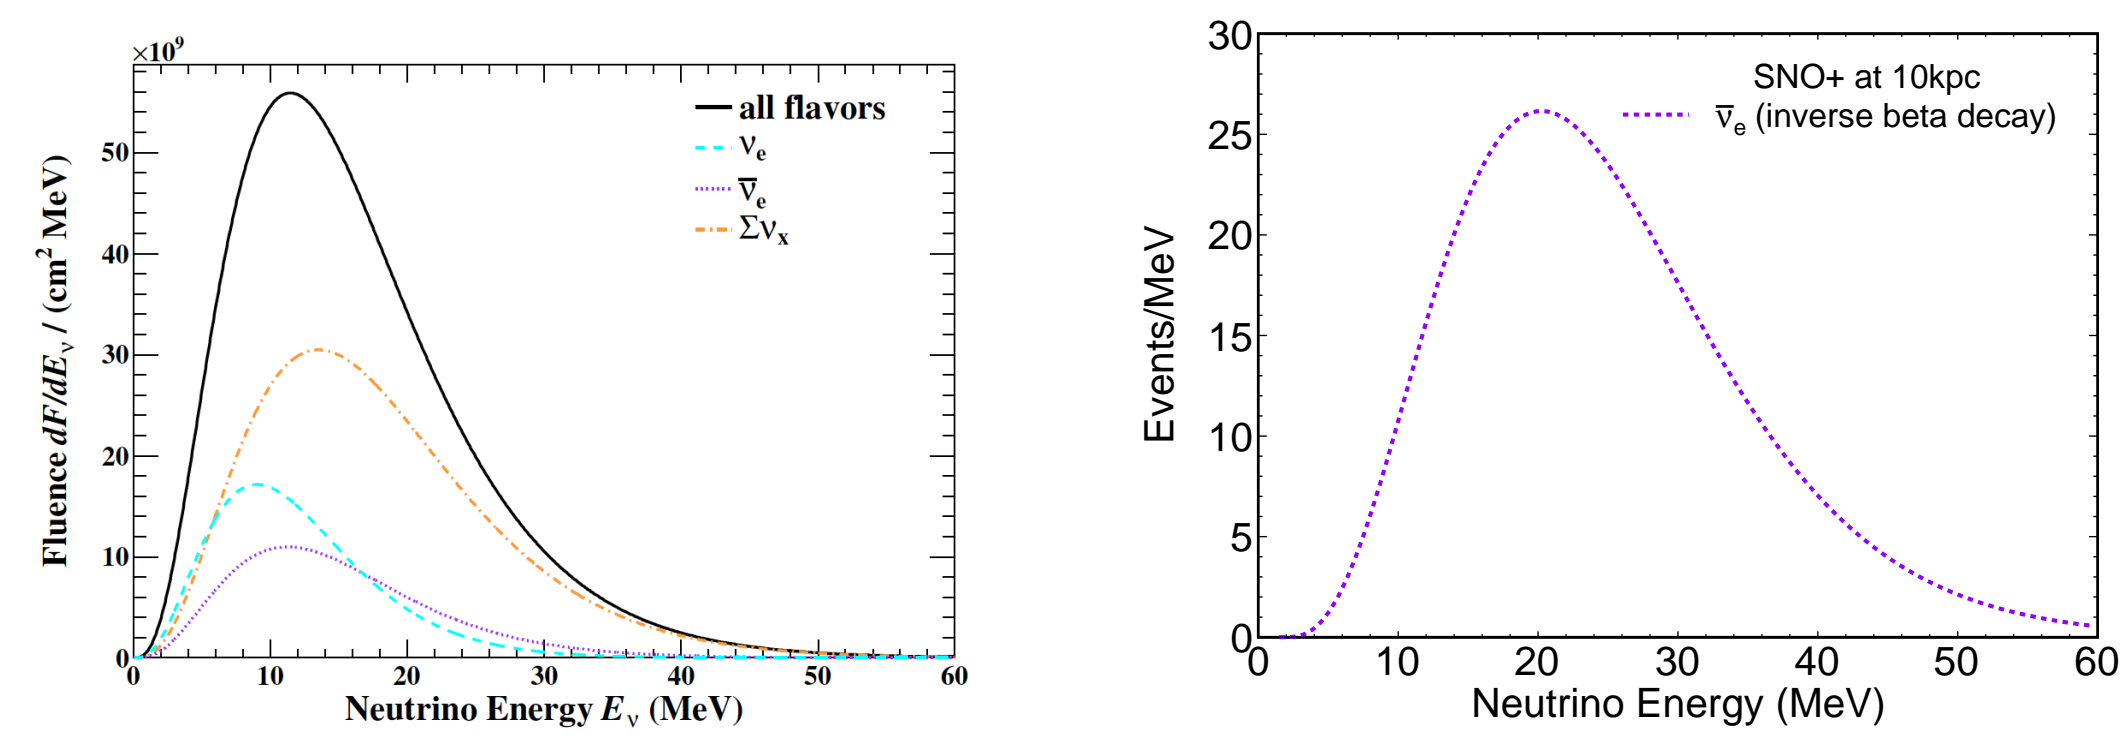 ×10⁹
all flavors
νₑ
ν̅ₑ
Σνₓ
50
40
30
20
10
0
0 10 20 30 40 50 60
Fluence dF/dEᵥ / (cm² MeV)
Neutrino Energy Eᵥ (MeV)
SNO+ at 10kpc
ν̅ₑ (inverse beta decay)
30
25
20
15
10
5
0
0 10 20 30 40 50 60
Events/MeV
Neutrino Energy (MeV)